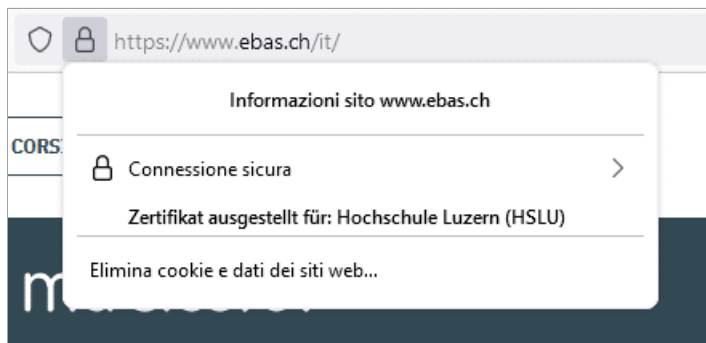 https://www.ebas.ch/it/
Informazioni sito www.ebas.ch
CORS
Connessione sicura
Zertifikat ausgestellt für: Hochschule Luzern (HSLU)
Elimina cookie e dati dei siti web...